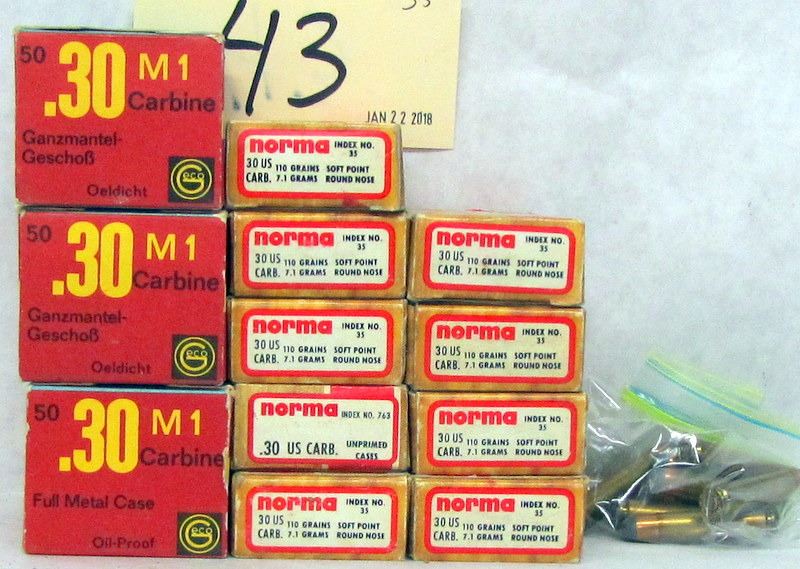 43
JAN 22 2018
50
.30 M1
Carbine
Ganzmantel-
Geschoß
Oeldicht
Geco
50
.30 M1
Carbine
Ganzmantel-
Geschoß
Oeldicht
Geco
50
.30 M1
Carbine
Full Metal Case
Oil-Proof
Geco
norma INDEX NO.
35
30 US 110 GRAINS SOFT POINT
CARB. 7.1 GRAMS ROUND NOSE
norma INDEX NO.
35
30 US 110 GRAINS SOFT POINT
CARB. 7.1 GRAMS ROUND NOSE
norma INDEX NO.
35
30 US 110 GRAINS SOFT POINT
CARB. 7.1 GRAMS ROUND NOSE
norma INDEX NO. 763
.30 US CARB. UNPRIMED
CASES
norma INDEX NO.
35
30 US 110 GRAINS SOFT POINT
CARB. 7.1 GRAMS ROUND NOSE
norma INDEX NO.
35
30 US 110 GRAINS SOFT POINT
CARB. 7.1 GRAMS ROUND NOSE
norma INDEX NO.
35
30 US 110 GRAINS SOFT POINT
CARB. 7.1 GRAMS ROUND NOSE
norma INDEX NO.
35
30 US 110 GRAINS SOFT POINT
CARB. 7.1 GRAMS ROUND NOSE
norma INDEX NO.
35
30 US 110 GRAINS SOFT POINT
CARB. 7.1 GRAMS ROUND NOSE